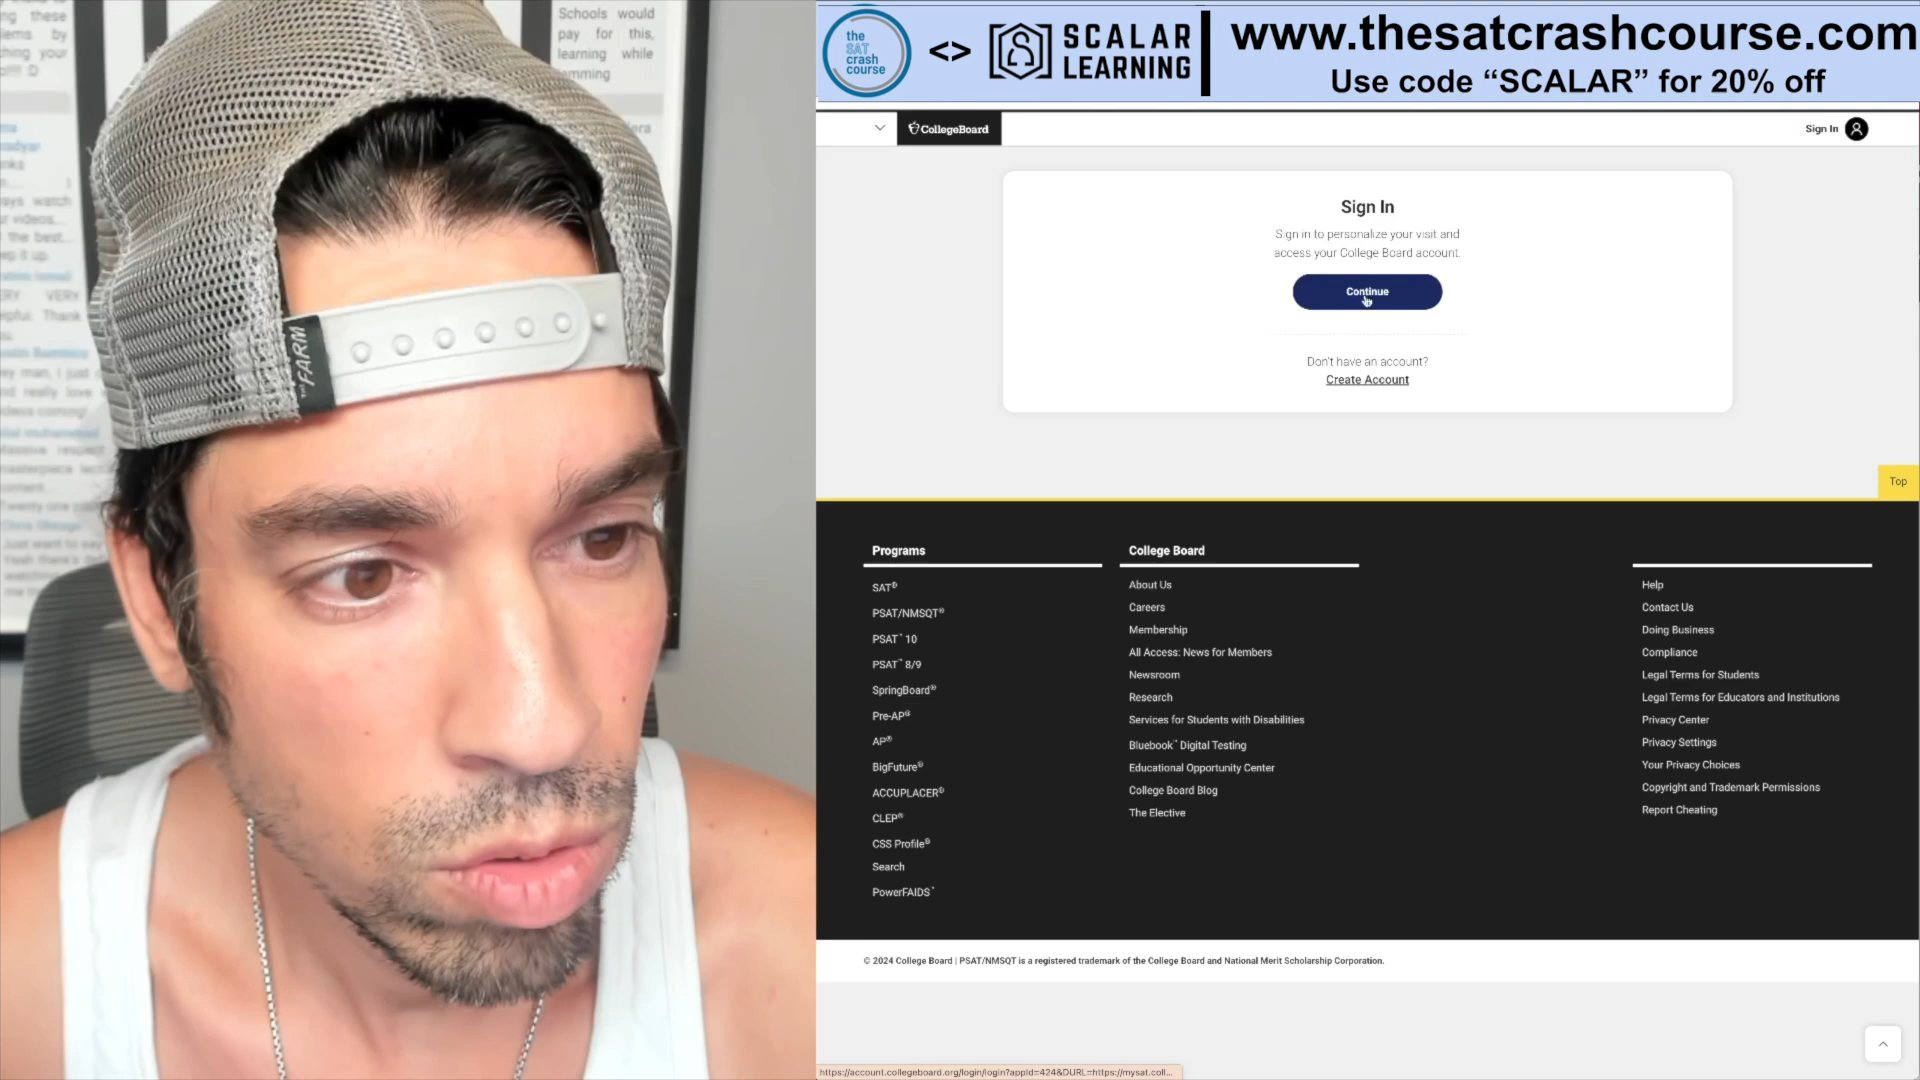 Schools would
pay for this,
learning while
THE FARM
the
SAT
crash
course
<>
SCALAR
LEARNING
www.thesatcrashcourse.com
Use code “SCALAR” for 20% off
CollegeBoard
Sign In
Sign In
Sign in to personalize your visit and
access your College Board account.
Continue
Don't have an account?
Create Account
Top
Programs
SAT®
PSAT/NMSQT®
PSAT™ 10
PSAT™ 8/9
SpringBoard®
Pre-AP®
AP®
BigFuture®
ACCUPLACER®
CLEP®
CSS Profile®
Search
PowerFAIDS™
College Board
About Us
Careers
Membership
All Access: News for Members
Newsroom
Research
Services for Students with Disabilities
Bluebook™ Digital Testing
Educational Opportunity Center
College Board Blog
The Elective
Help
Contact Us
Doing Business
Compliance
Legal Terms for Students
Legal Terms for Educators and Institutions
Privacy Center
Privacy Settings
Your Privacy Choices
Copyright and Trademark Permissions
Report Cheating
© 2024 College Board | PSAT/NMSQT is a registered trademark of the College Board and National Merit Scholarship Corporation.
https://account.collegeboard.org/login/login?appId=424&DURL=https://mysat.coll...